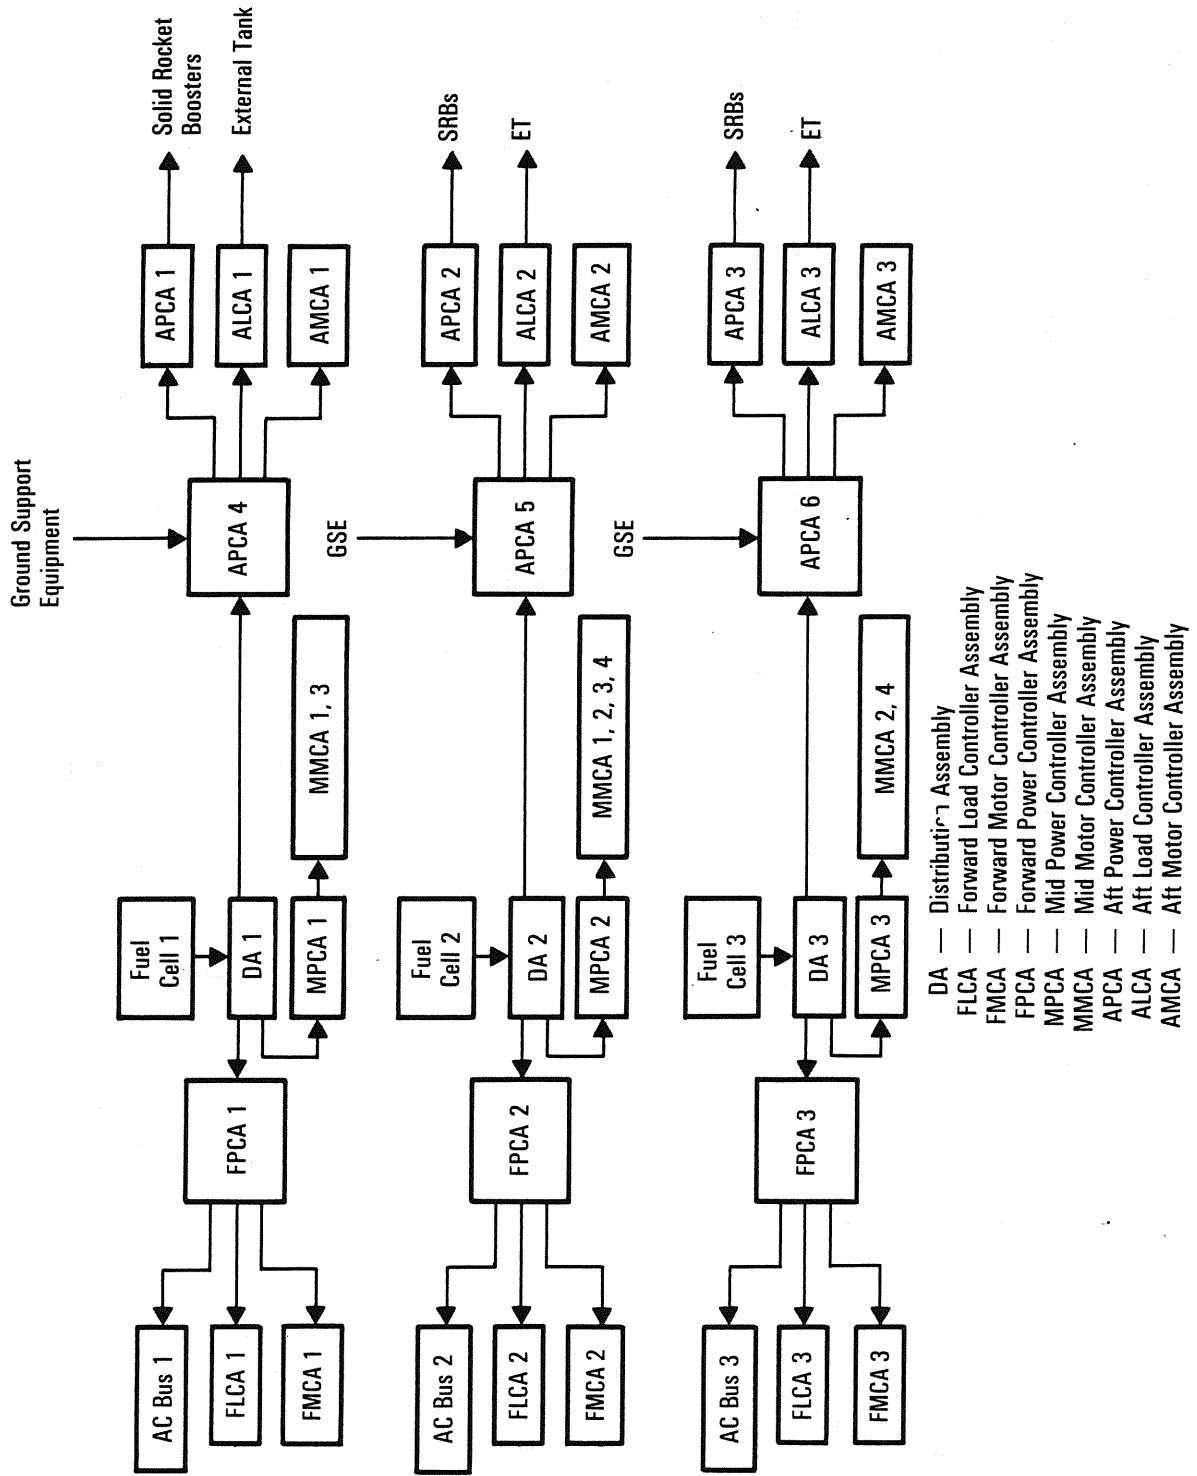 Ground Support
Equipment
Solid Rocket
Boosters
External Tank
AC Bus 1
FLCA 1
FMCA 1
FPCA 1
Fuel
Cell 1
DA 1
MPCA 1
MMCA 1, 3
APCA 4
APCA 1
ALCA 1
AMCA 1
GSE
SRBs
ET
AC Bus 2
FLCA 2
FMCA 2
FPCA 2
Fuel
Cell 2
DA 2
MPCA 2
MMCA 1, 2, 3, 4
APCA 5
APCA 2
ALCA 2
AMCA 2
GSE
SRBs
ET
AC Bus 3
FLCA 3
FMCA 3
FPCA 3
Fuel
Cell 3
DA 3
MPCA 3
MMCA 2, 4
APCA 6
APCA 3
ALCA 3
AMCA 3
DA — Distribution Assembly
FLCA — Forward Load Controller Assembly
FMCA — Forward Motor Controller Assembly
FPCA — Forward Power Controller Assembly
MPCA — Mid Power Controller Assembly
MMCA — Mid Motor Controller Assembly
APCA — Aft Power Controller Assembly
ALCA — Aft Load Controller Assembly
AMCA — Aft Motor Controller Assembly